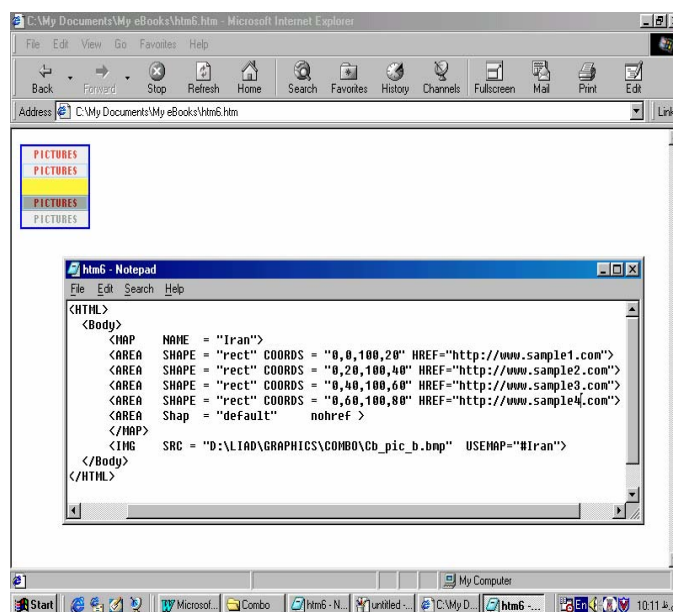 C:\My Documents\My eBooks\htm6.htm - Microsoft Internet Explorer
File Edit View Go Favorites Help
Back Forward Stop Refresh Home Search Favorites History Channels Fullscreen Mail Print Edit
Address C:\My Documents\My eBooks\htm6.htm Link
PICTURES
PICTURES
PICTURES
PICTURES
htm6 - Notepad
File Edit Search Help
<HTML>
<Body>
<MAP NAME = "Iran">
<AREA SHAPE = "rect" COORDS = "0,0,100,20" HREF="http://www.sample1.com">
<AREA SHAPE = "rect" COORDS = "0,20,100,40" HREF="http://www.sample2.com">
<AREA SHAPE = "rect" COORDS = "0,40,100,60" HREF="http://www.sample3.com">
<AREA SHAPE = "rect" COORDS = "0,60,100,80" HREF="http://www.sample4.com">
<AREA Shap = "default" nohref >
</MAP>
<IMG SRC = "D:\LIAD\GRAPHICS\COMBO\Cb_pic_b.bmp" USEMAP="#Iran">
</Body>
</HTML>
My Computer
Start Microsof... Combo htm6 - N... untitled -... C:\My D... htm6 -... En 10:11